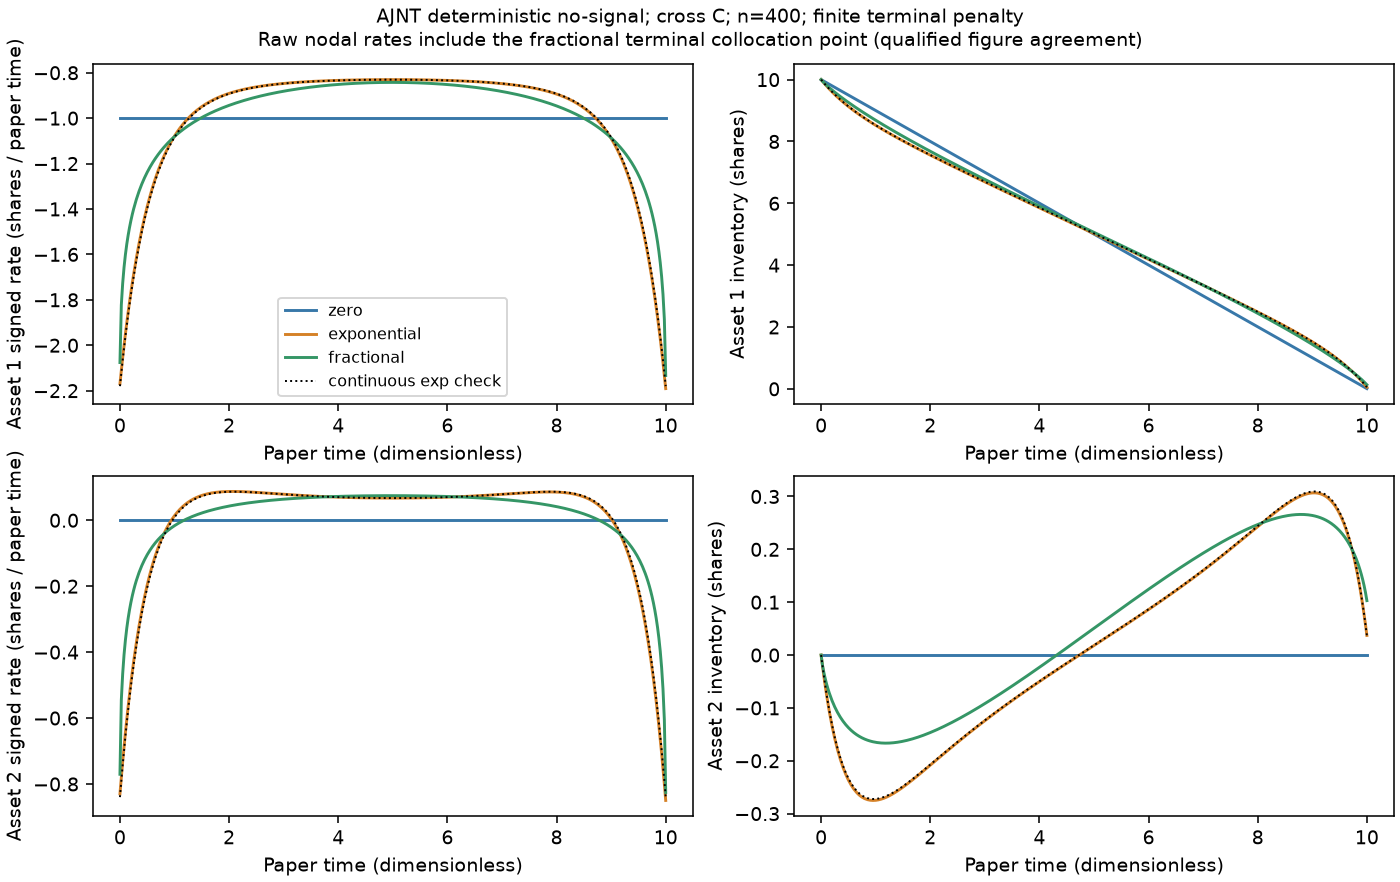 AJNT deterministic no-signal; cross C; n=400; finite terminal penalty
Raw nodal rates include the fractional terminal collocation point (qualified figure agreement)
Asset 1 signed rate (shares / paper time)
−0.8
−1.0
−1.2
−1.4
−1.6
−1.8
−2.0
−2.2
zero
exponential
fractional
continuous exp check
0 2 4 6 8 10
Paper time (dimensionless)
Asset 1 inventory (shares)
10
8
6
4
2
0
0 2 4 6 8 10
Paper time (dimensionless)
Asset 2 signed rate (shares / paper time)
0.0
−0.2
−0.4
−0.6
−0.8
0 2 4 6 8 10
Paper time (dimensionless)
Asset 2 inventory (shares)
0.3
0.2
0.1
0.0
−0.1
−0.2
−0.3
0 2 4 6 8 10
Paper time (dimensionless)